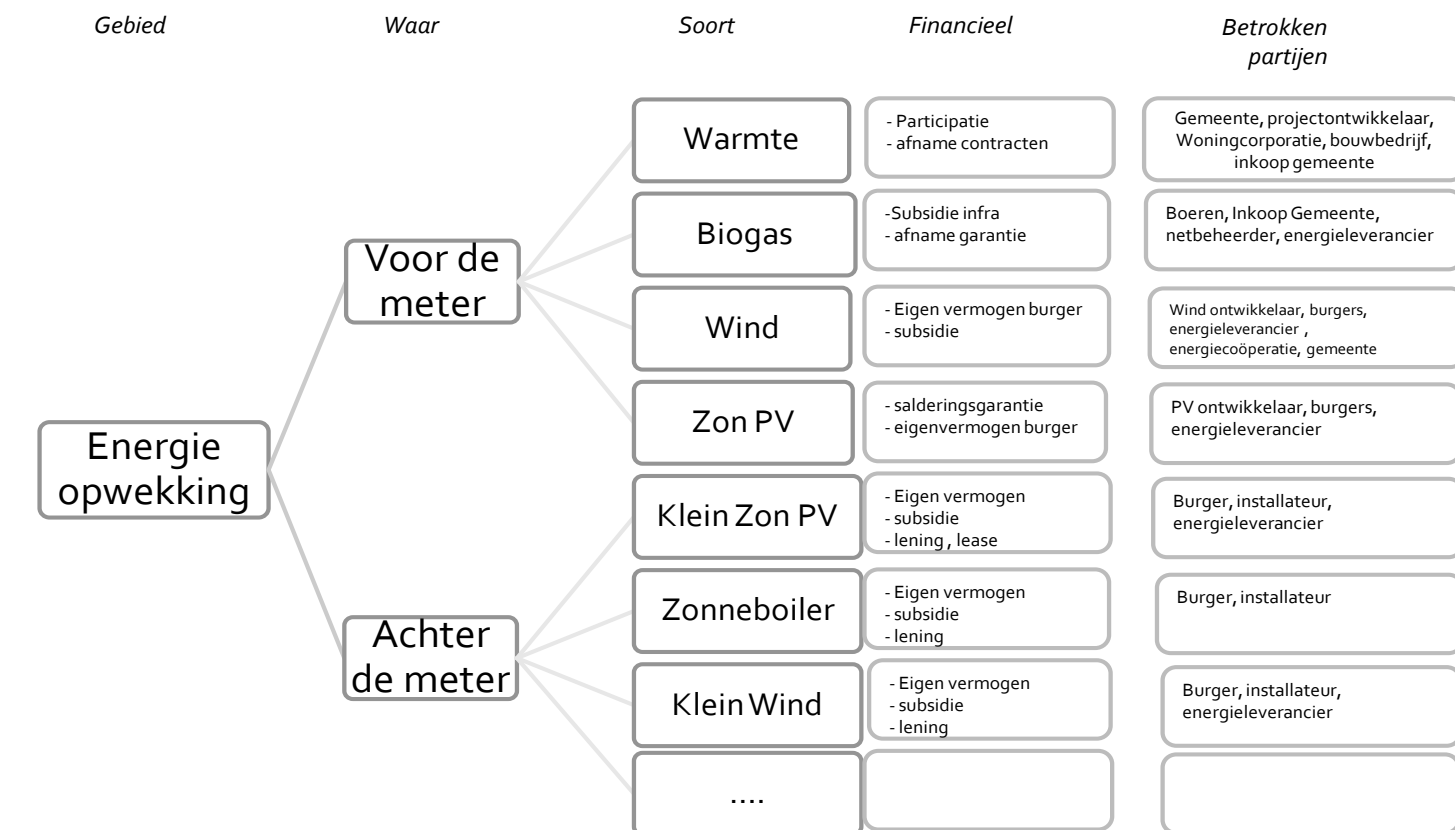 Gebied
Waar
Soort
Financieel
Betrokken
partijen
Warmte
- Participatie
- afname contracten
Gemeente, projectontwikkelaar,
Woningcorporatie, bouwbedrijf,
inkoop gemeente
Biogas
-Subsidie infra
- afname garantie
Boeren, Inkoop Gemeente,
netbeheerder, energieleverancier
Voor de
meter
Wind
- Eigen vermogen burger
- subsidie
Wind ontwikkelaar, burgers,
energieleverancier ,
energiecoöperatie, gemeente
Zon PV
- salderingsgarantie
- eigenvermogen burger
PV ontwikkelaar, burgers,
energieleverancier
Energie
opwekking
Klein Zon PV
- Eigen vermogen
- subsidie
- lening , lease
Burger, installateur,
energieleverancier
Zonneboiler
- Eigen vermogen
- subsidie
- lening
Burger, installateur
Achter
de meter
Klein Wind
- Eigen vermogen
- subsidie
- lening
Burger, installateur,
energieleverancier
....